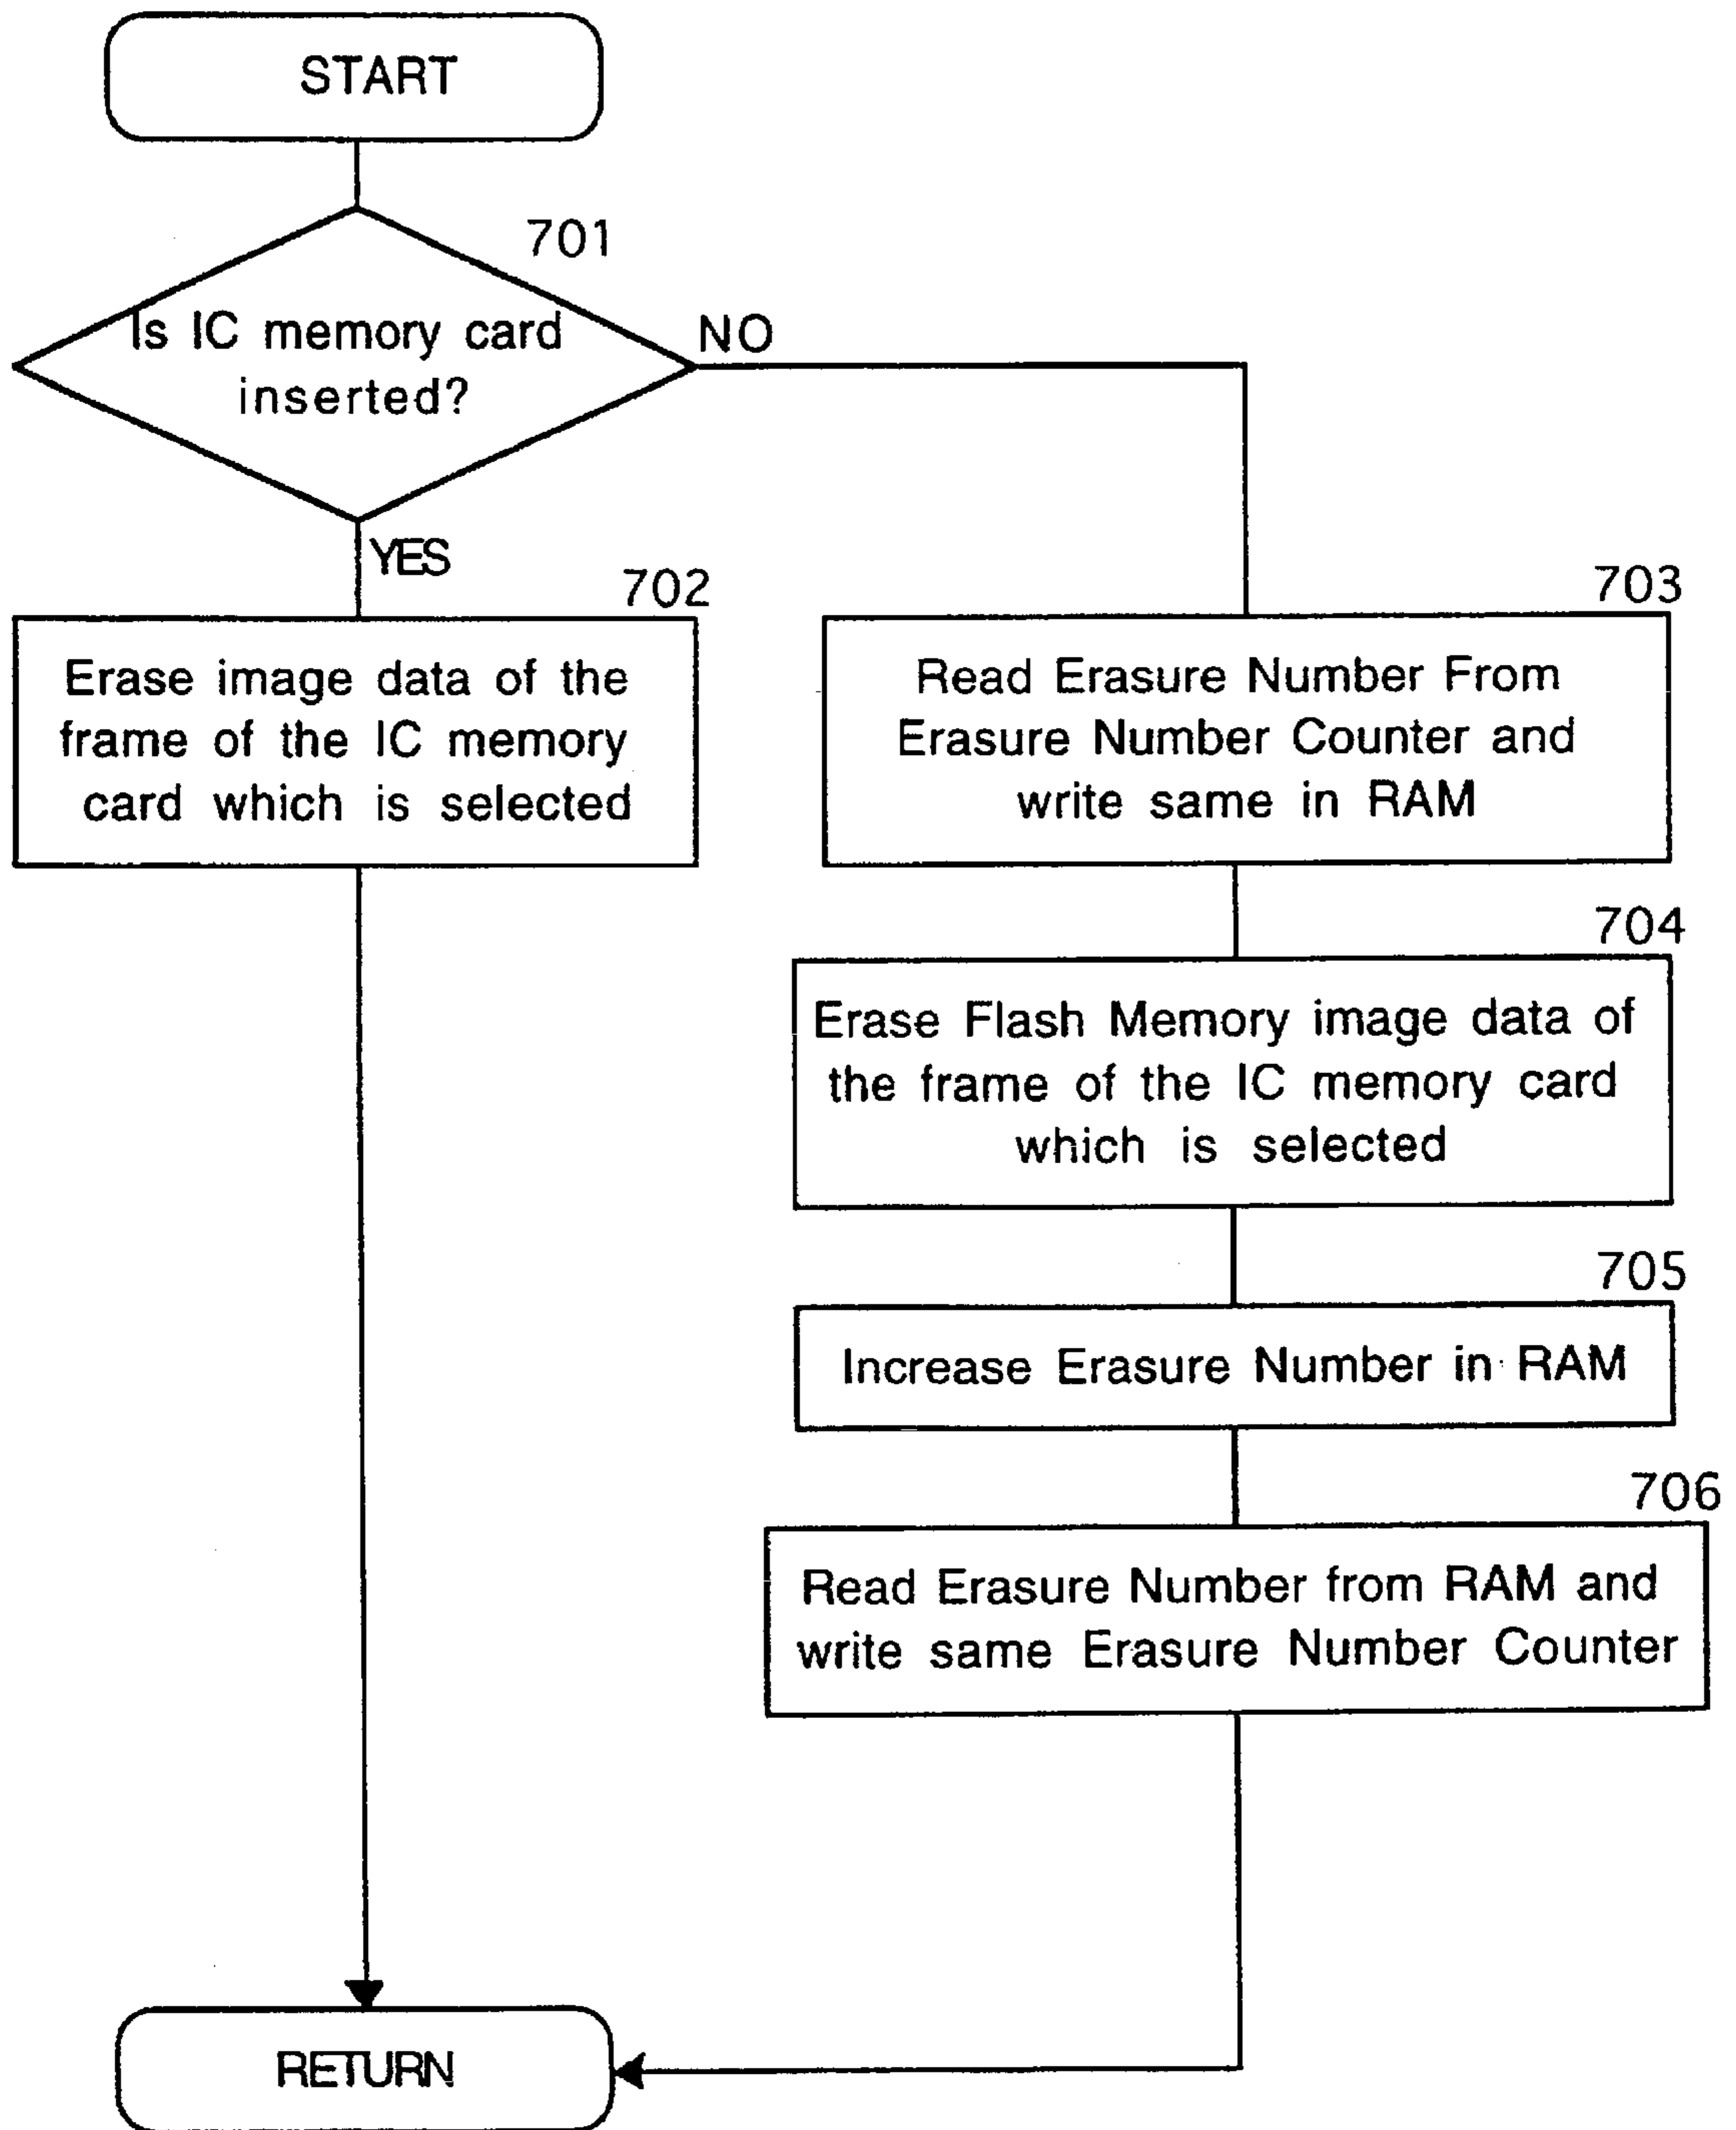 START
701
Is IC memory card
inserted?
NO
YES
702
Erase image data of the
frame of the IC memory
card which is selected
703
Read Erasure Number From
Erasure Number Counter and
write same in RAM
704
Erase Flash Memory image data of
the frame of the IC memory card
which is selected
705
Increase Erasure Number in RAM
706
Read Erasure Number from RAM and
write same Erasure Number Counter
RETURN